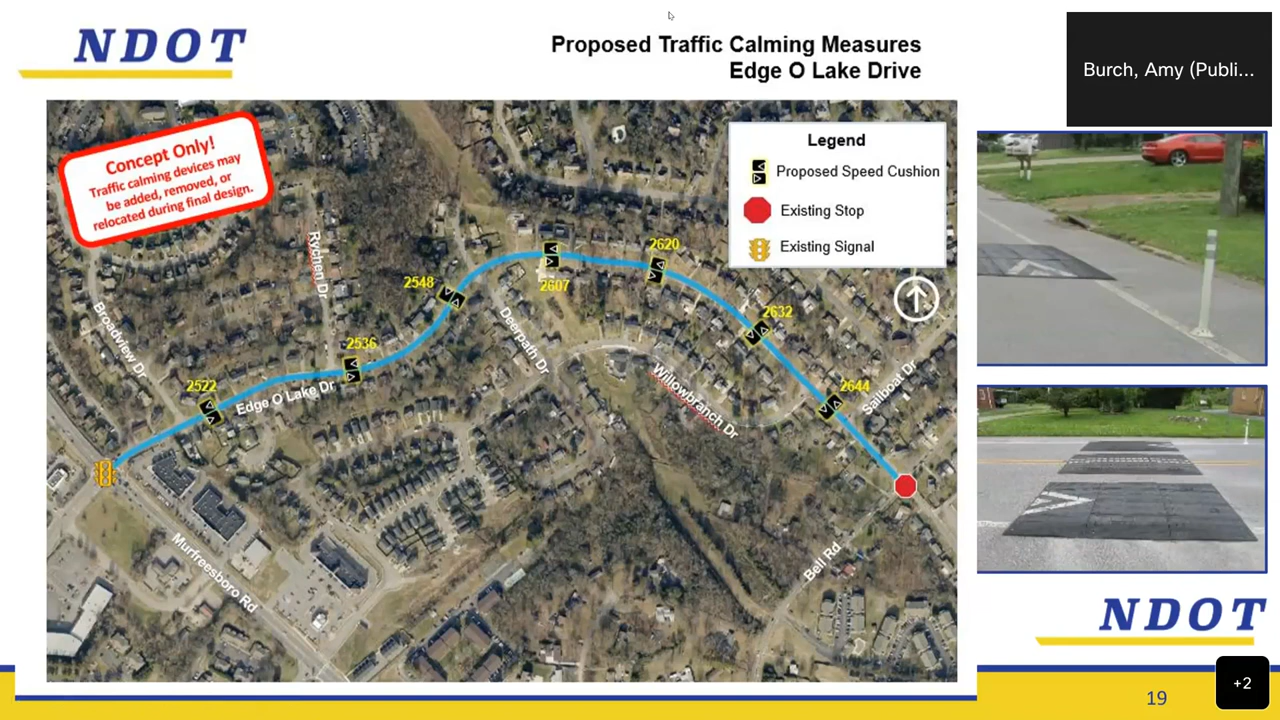 NDOT
Proposed Traffic Calming Measures
Edge O Lake Drive
Burch, Amy (Publi...
Concept Only!
Traffic calming devices may
be added, removed, or
relocated during final design.
Legend
Proposed Speed Cushion
Existing Stop
Existing Signal
Rychen Dr
2548
2607
2620
2632
Broadview Dr
2536
Deerpath Dr
2522
Edge O Lake Dr
Willowbranch Dr
2644
Sailboat Dr
Murfreesboro Rd
Bell Rd
NDOT
19
+2